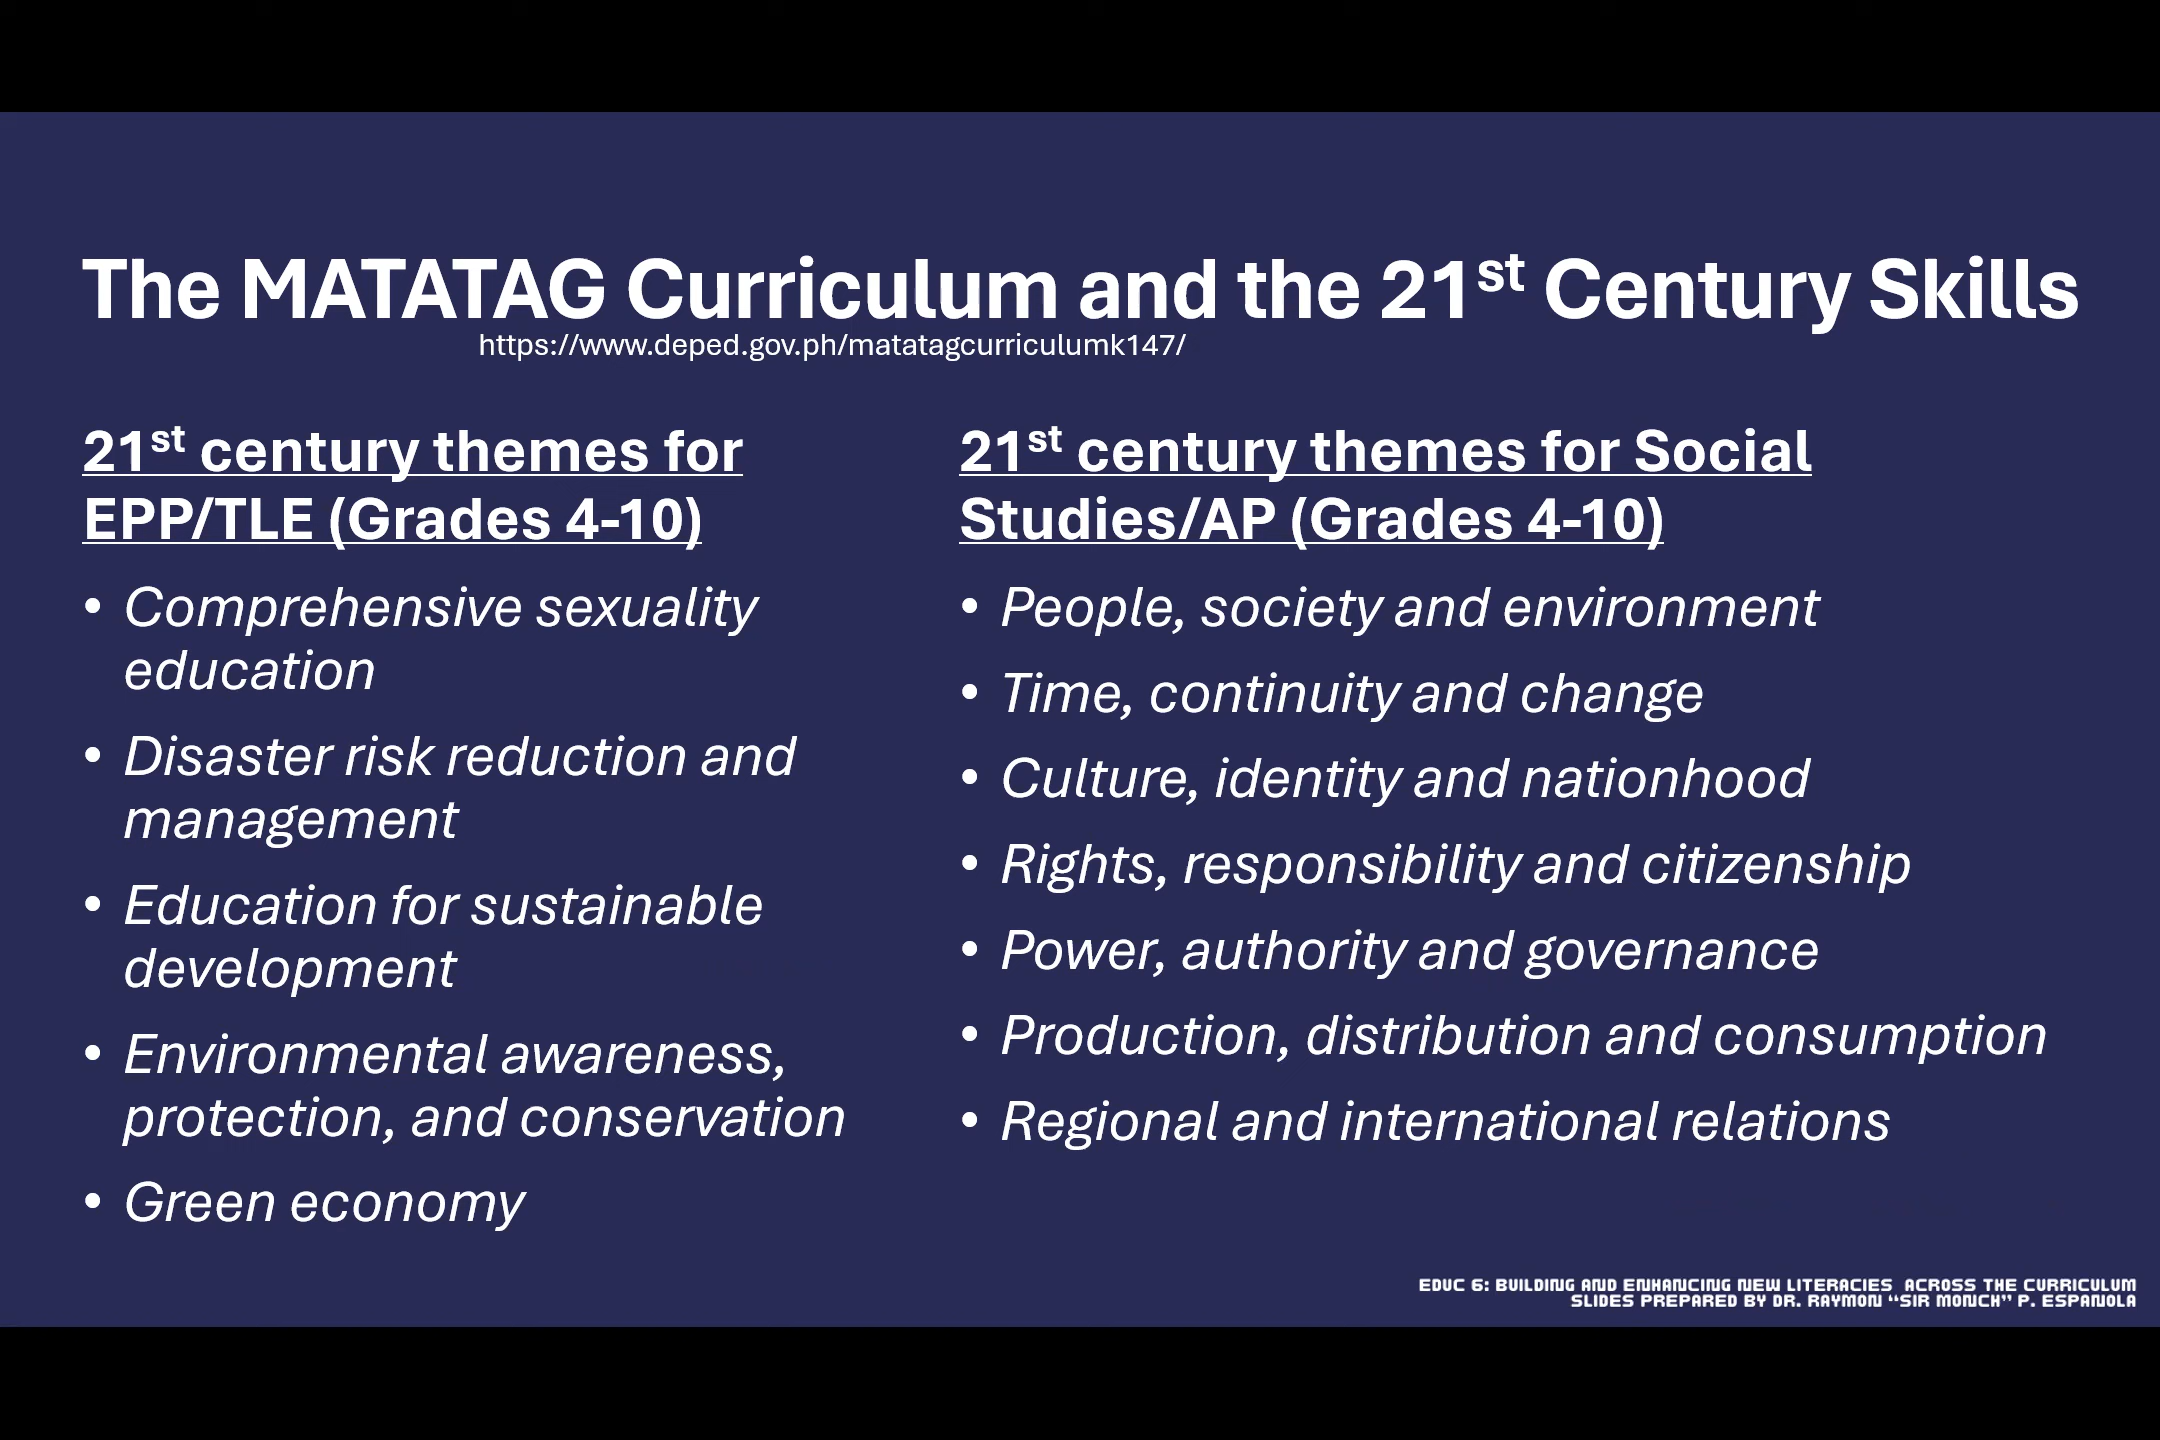 The MATATAG Curriculum and the 21st Century Skills
https://www.deped.gov.ph/matatagcurriculumk147/
21st century themes for
EPP/TLE (Grades 4-10)
• Comprehensive sexuality
education
• Disaster risk reduction and
management
• Education for sustainable
development
• Environmental awareness,
protection, and conservation
• Green economy
21st century themes for Social
Studies/AP (Grades 4-10)
• People, society and environment
• Time, continuity and change
• Culture, identity and nationhood
• Rights, responsibility and citizenship
• Power, authority and governance
• Production, distribution and consumption
• Regional and international relations
EDUC 6: BUILDING AND ENHANCING NEW LITERACIES ACROSS THE CURRICULUM
SLIDES PREPARED BY DR. RAYMON “SIR MONCH” P. ESPANOLA